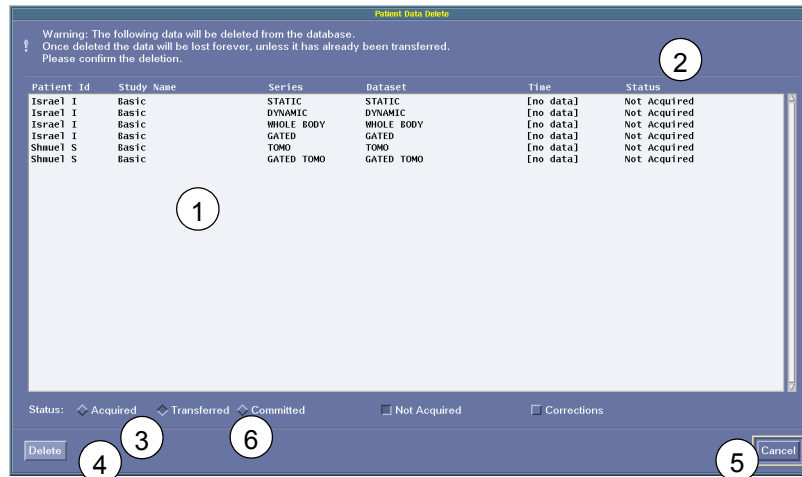 Patient Data Delete
Warning: The following data will be deleted from the database.
Once deleted the data will be lost forever, unless it has already been transferred.
Please confirm the deletion.
2
Patient Id Study Name Series Dataset Time Status
Israel I Basic STATIC STATIC [no data] Not Acquired
Israel I Basic DYNAMIC DYNAMIC [no data] Not Acquired
Israel I Basic WHOLE BODY WHOLE BODY [no data] Not Acquired
Israel I Basic GATED GATED [no data] Not Acquired
Shmuel S Basic TOMO TOMO [no data] Not Acquired
Shmuel S Basic GATED TOMO GATED TOMO [no data] Not Acquired
1
Status: Acquired Transferred Committed Not Acquired Corrections
3 6
Delete Cancel
4 5